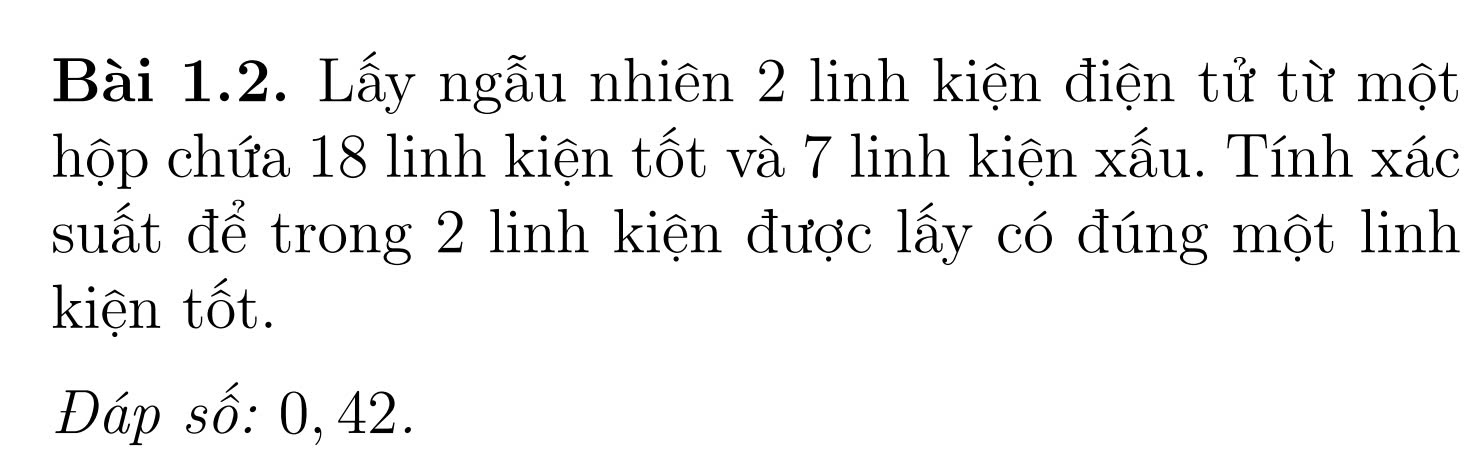 Bài 1.2. Lấy ngẫu nhiên 2 linh kiện điện tử từ một
hộp chứa 18 linh kiện tốt và 7 linh kiện xấu. Tính xác
suất để trong 2 linh kiện được lấy có đúng một linh
kiện tốt.
Đáp số: 0, 42.